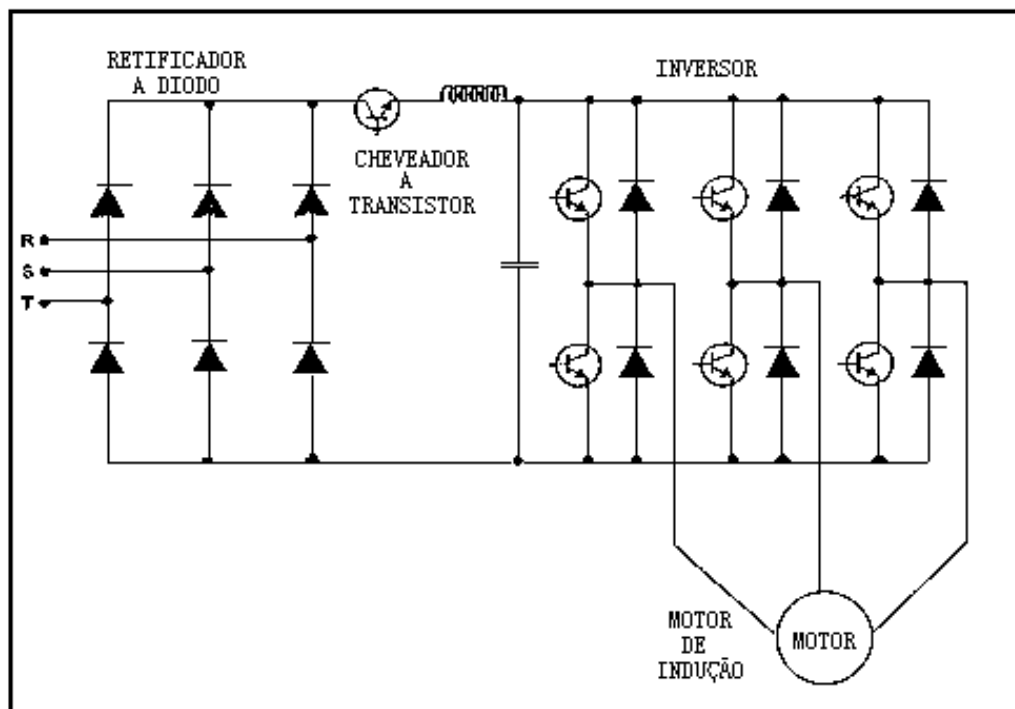 RETIFICADOR
A DIODO
INVERSOR
CHEVEADOR
A
TRANSISTOR
R
S
T
MOTOR
DE
INDUÇÃO
MOTOR